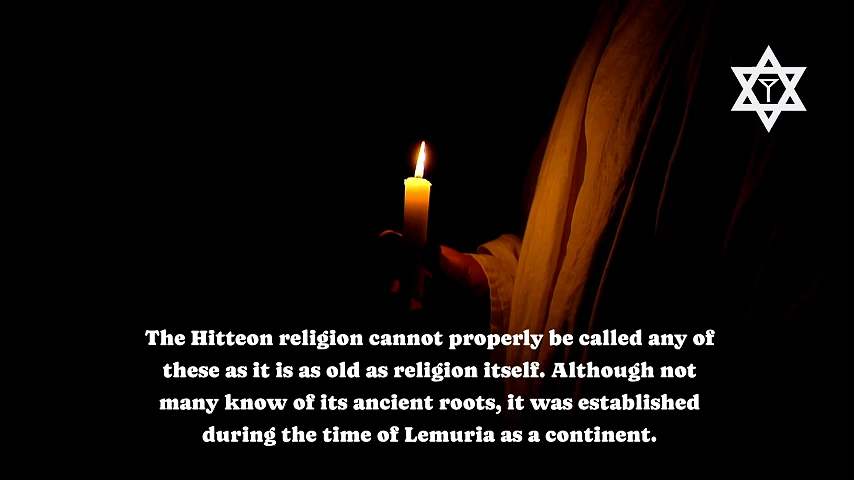 The Hitteon religion cannot properly be called any of
these as it is as old as religion itself. Although not
many know of its ancient roots, it was established
during the time of Lemuria as a continent.